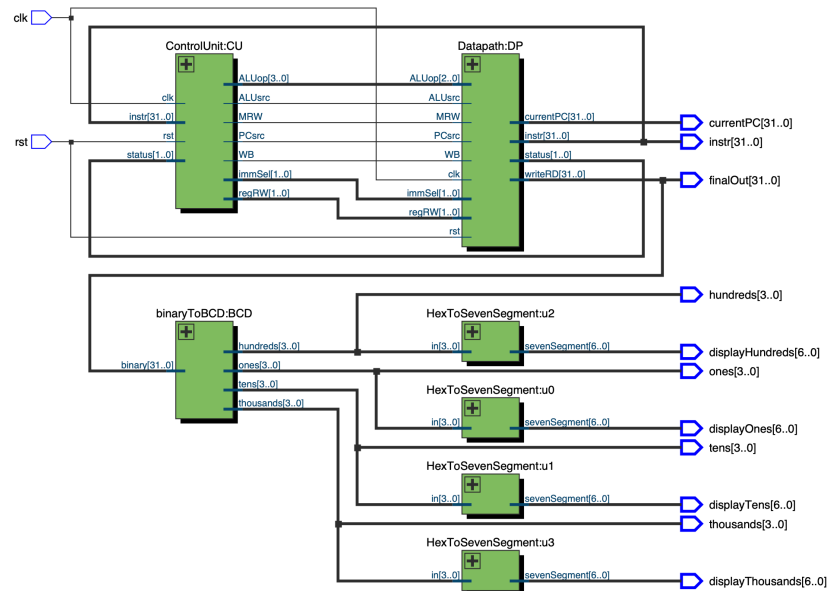 clk
rst
ControlUnit:CU
clk
instr[31..0]
rst
status[1..0]
ALUop[3..0]
ALUsrc
MRW
PCsrc
WB
immSel[1..0]
regRW[1..0]
Datapath:DP
ALUop[2..0]
ALUsrc
MRW
PCsrc
WB
clk
immSel[1..0]
regRW[1..0]
rst
currentPC[31..0]
instr[31..0]
status[1..0]
writeRD[31..0]
currentPC[31..0]
instr[31..0]
finalOut[31..0]
binaryToBCD:BCD
binary[31..0]
hundreds[3..0]
ones[3..0]
tens[3..0]
thousands[3..0]
HexToSevenSegment:u2
in[3..0]
sevenSegment[6..0]
HexToSevenSegment:u0
in[3..0]
sevenSegment[6..0]
HexToSevenSegment:u1
in[3..0]
sevenSegment[6..0]
HexToSevenSegment:u3
in[3..0]
sevenSegment[6..0]
hundreds[3..0]
displayHundreds[6..0]
ones[3..0]
displayOnes[6..0]
tens[3..0]
displayTens[6..0]
thousands[3..0]
displayThousands[6..0]